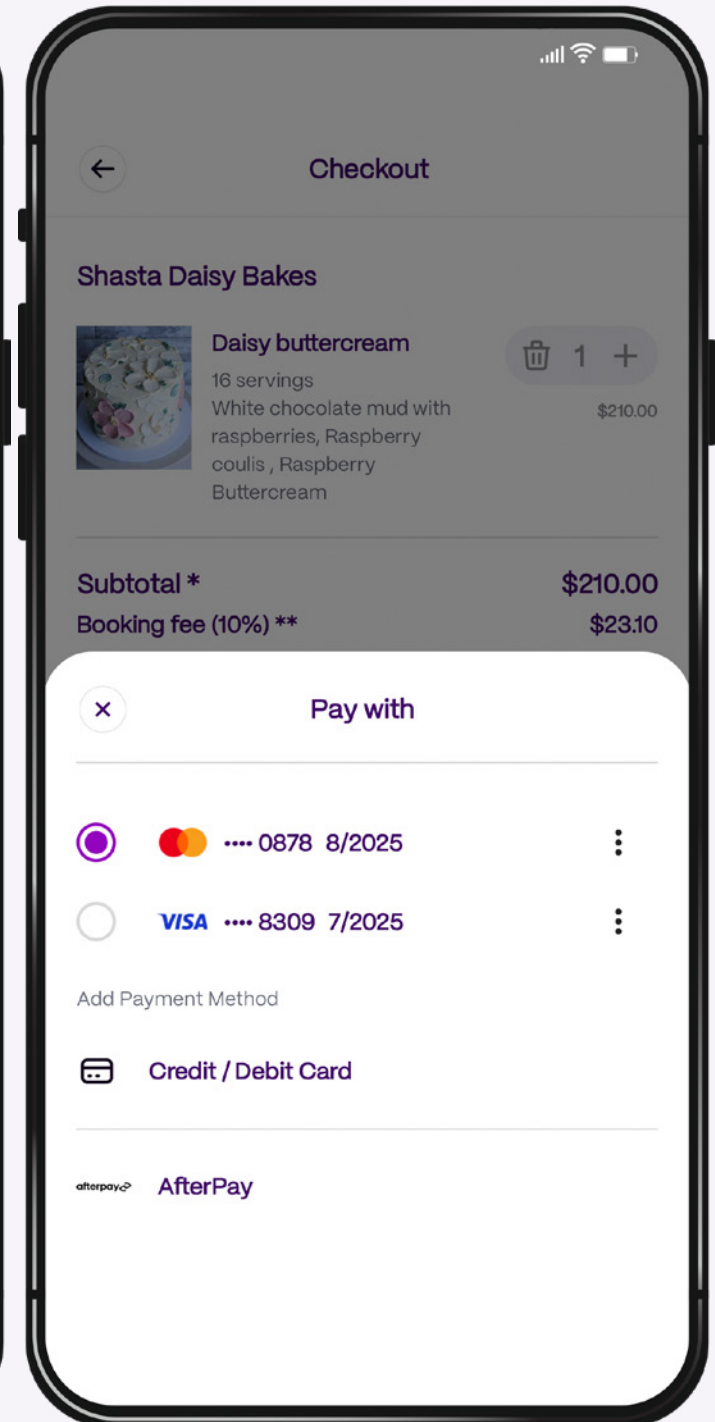 Checkout
Shasta Daisy Bakes
Daisy buttercream
1
16 servings
$210.00
White chocolate mud with
raspberries, Raspberry
coulis , Raspberry
Buttercream
Subtotal * $210.00
Booking fee (10%) ** $23.10
Pay with
•••• 0878 8/2025
VISA •••• 8309 7/2025
Add Payment Method
Credit / Debit Card
afterpay AfterPay